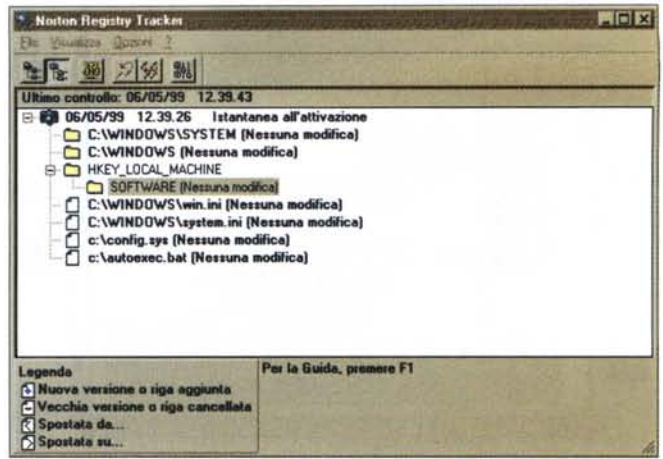 Norton Registry Tracker
File Visualizza Opzioni ?
Ultimo controllo: 06/05/99 12.39.43
06/05/99 12.39.26 Istantanea all'attivazione
C:\WINDOWS\SYSTEM (Nessuna modifica)
C:\WINDOWS (Nessuna modifica)
HKEY_LOCAL_MACHINE
SOFTWARE (Nessuna modifica)
C:\WINDOWS\win.ini (Nessuna modifica)
C:\WINDOWS\system.ini (Nessuna modifica)
c:\config.sys (Nessuna modifica)
c:\autoexec.bat (Nessuna modifica)
Legenda
Nuova versione o riga aggiunta
Vecchia versione o riga cancellata
Spostata da...
Spostata su...
Per la Guida, premere F1